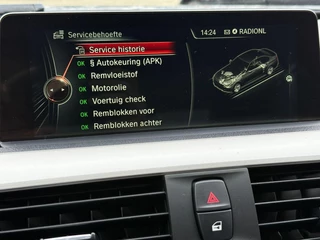 Servicebehoefte
14:24 RADIONL
Service historie
OK § Autokeuring (APK)
OK Remvloeistof
OK Motorolie
OK Voertuig check
OK Remblokken voor
OK Remblokken achter